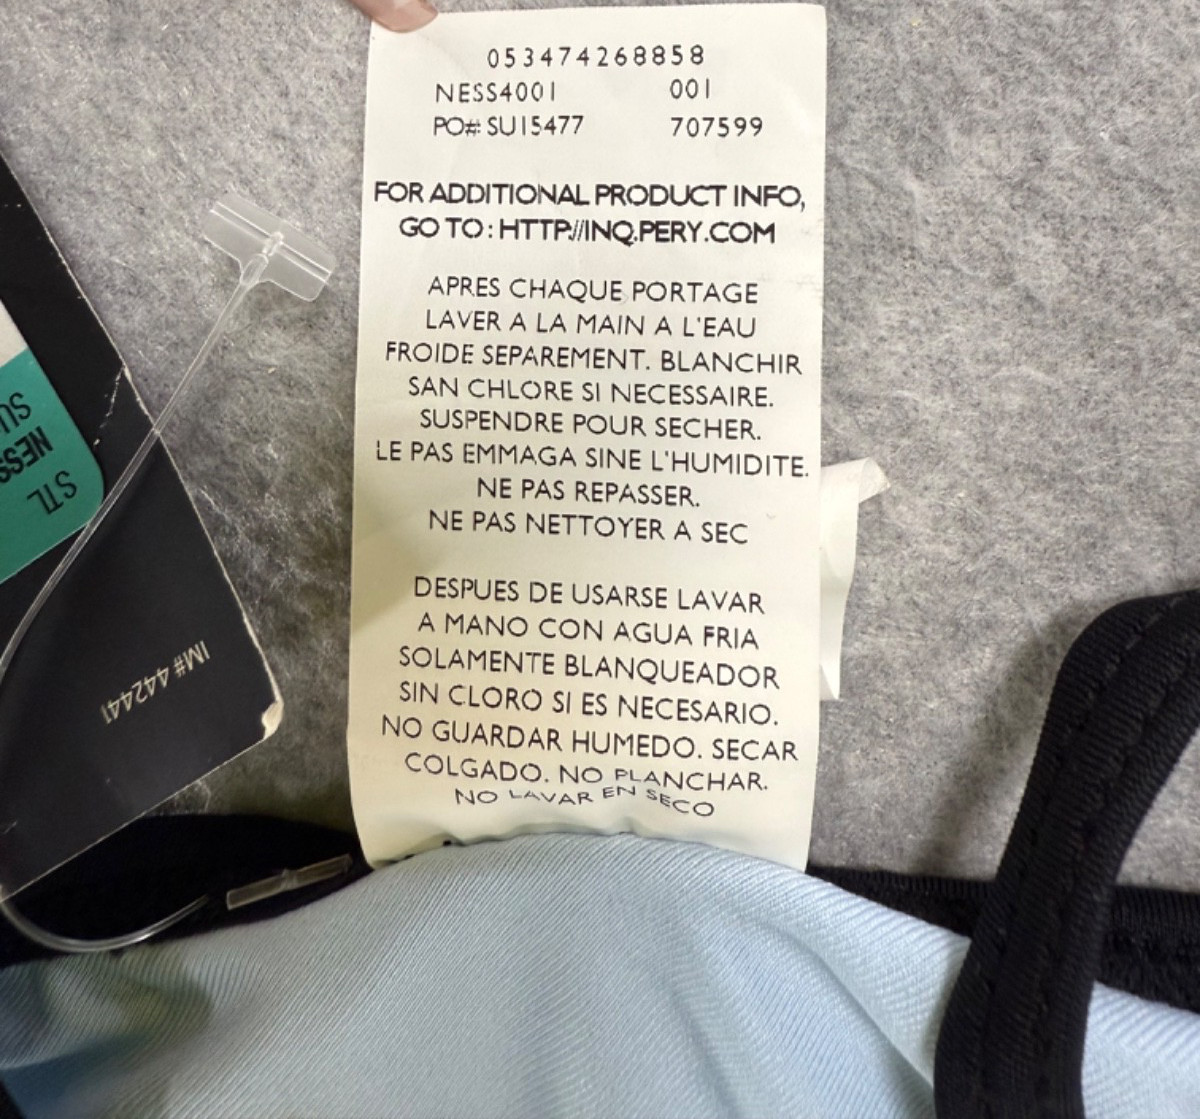 053474268858
NESS4001 001
PO# SU15477 707599
FOR ADDITIONAL PRODUCT INFO,
GO TO: HTTP//INQ.PERY.COM
APRES CHAQUE PORTAGE
LAVER A LA MAIN A L'EAU
FROIDE SEPAREMENT. BLANCHIR
SAN CHLORE SI NECESSAIRE.
SUSPENDRE POUR SECHER.
LE PAS EMMAGA SINE L'HUMIDITE.
NE PAS REPASSER.
NE PAS NETTOYER A SEC
DESPUES DE USARSE LAVAR
A MANO CON AGUA FRIA
SOLAMENTE BLANQUEADOR
SIN CLORO SI ES NECESARIO.
NO GUARDAR HUMEDO. SECAR
COLGADO. NO PLANCHAR.
NO LAVAR EN SECO
STL
NESS
SU
IM# 442441